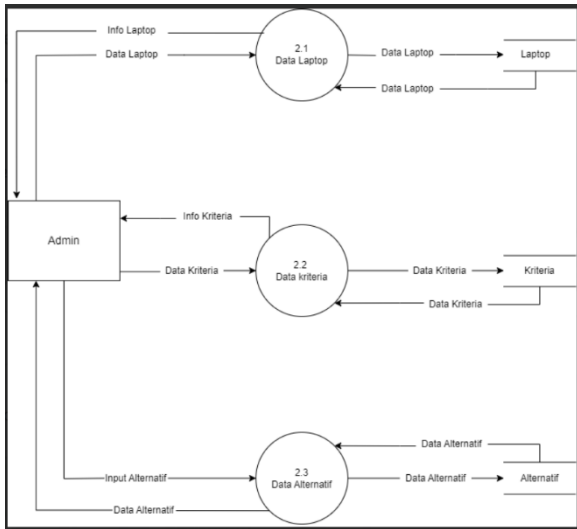 Info Laptop
Data Laptop
2.1
Data Laptop
Data Laptop
Laptop
Data Laptop
Admin
Info Kriteria
Data Kriteria
2.2
Data kriteria
Data Kriteria
Kriteria
Data Kriteria
Input Alternatif
Data Alternatif
2.3
Data Alternatif
Data Alternatif
Data Alternatif
Alternatif